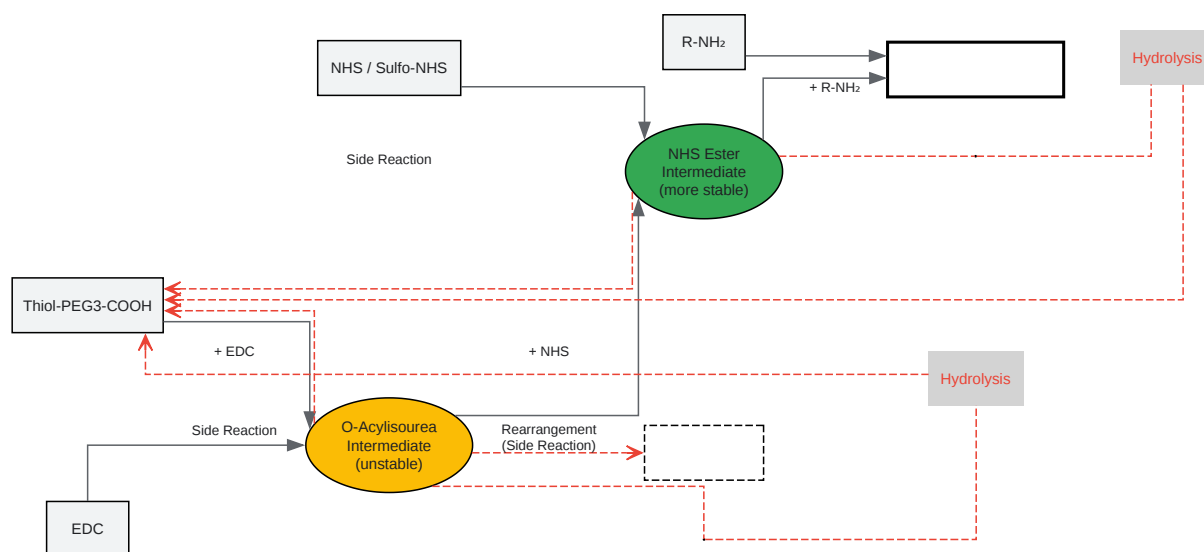 R-NH₂
NHS / Sulfo-NHS
Hydrolysis
+ R-NH₂
Side Reaction
NHS Ester
Intermediate
(more stable)
Thiol-PEG3-COOH
+ EDC
+ NHS
Hydrolysis
Side Reaction
O-Acylisourea
Intermediate
(unstable)
Rearrangement
(Side Reaction)
EDC